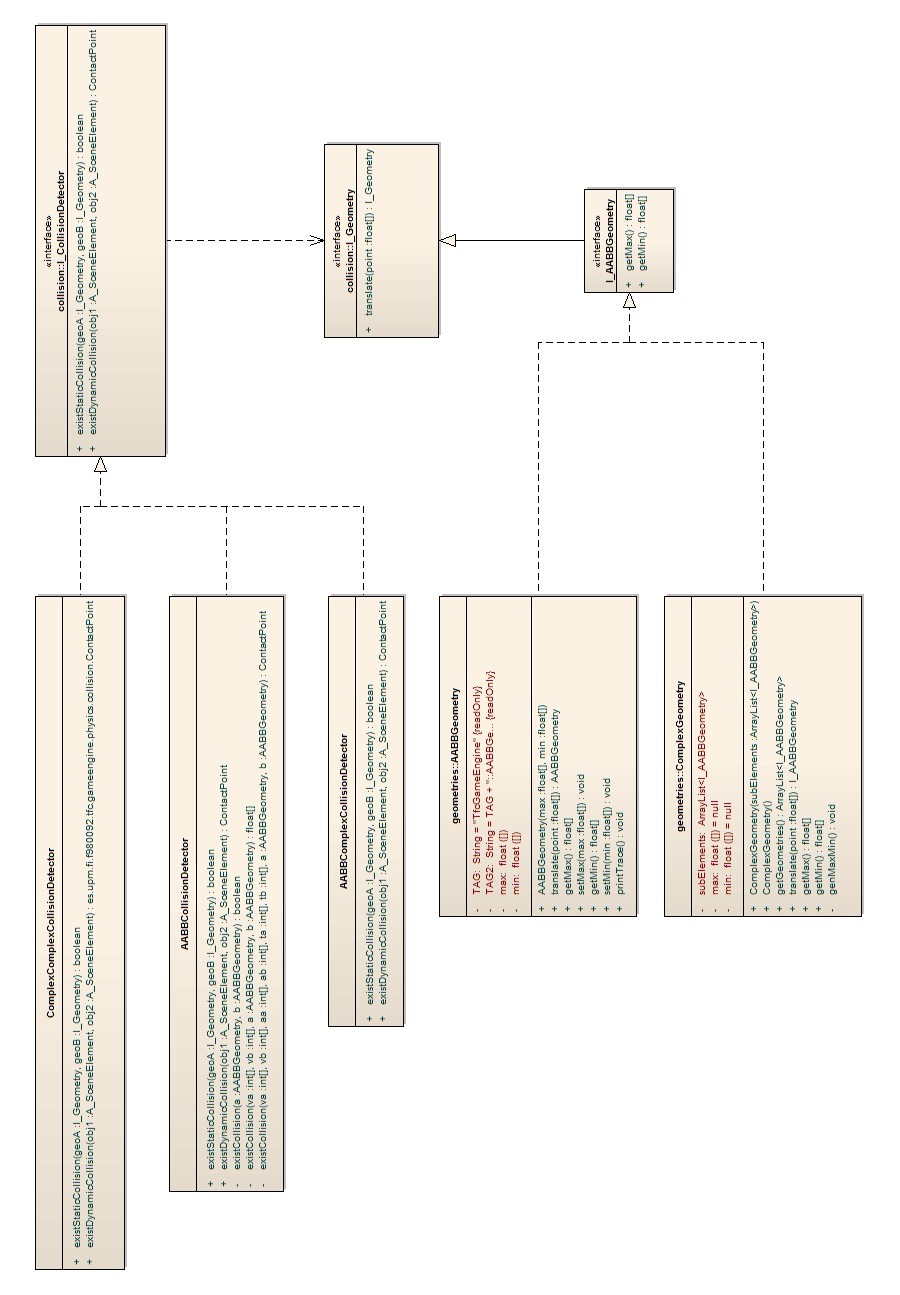 «interface»
collision::I_CollisionDetector
+ existStaticCollision(geoA :I_Geometry, geoB :I_Geometry) : boolean
+ existDynamicCollision(obj1 :A_SceneElement, obj2 :A_SceneElement) : ContactPoint
«interface»
collision::I_Geometry
+ translate(point :float[]) : I_Geometry
«interface»
I_AABBGeometry
+ getMax() : float[]
+ getMin() : float[]
ComplexComplexCollisionDetector
+ existStaticCollision(geoA :I_Geometry, geoB :I_Geometry) : boolean
+ existDynamicCollision(obj1 :A_SceneElement, obj2 :A_SceneElement) : es.upm.fi.f980092.tfc.gameengine.physics.collision.ContactPoint
AABBCollisionDetector
+ existStaticCollision(geoA :I_Geometry, geoB :I_Geometry) : boolean
+ existDynamicCollision(obj1 :A_SceneElement, obj2 :A_SceneElement) : ContactPoint
- existCollision(a :AABBGeometry, b :AABBGeometry) : boolean
- existCollision(va :int[], vb :int[], a :AABBGeometry, b :AABBGeometry) : float[]
- existCollision(va :int[], vb :int[], aa :int[], ab :int[], ta :int[], tb :int[], a :AABBGeometry, b :AABBGeometry) : ContactPoint
AABBComplexCollisionDetector
+ existStaticCollision(geoA :I_Geometry, geoB :I_Geometry) : boolean
+ existDynamicCollision(obj1 :A_SceneElement, obj2 :A_SceneElement) : ContactPoint
geometries::AABBGeometry
- TAG: String = "TfcGameEngine" {readOnly}
- TAG2: String = TAG + "::AABBGe... {readOnly}
- max: float ([])
- min: float ([])
+ AABBGeometry(max :float[], min :float[])
+ translate(point :float[]) : AABBGeometry
+ getMax() : float[]
+ setMax(max :float[]) : void
+ getMin() : float[]
+ setMin(min :float[]) : void
+ printTrace() : void
geometries::ComplexGeometry
- subElements: ArrayList<I_AABBGeometry>
- max: float ([]) = null
- min: float ([]) = null
+ ComplexGeometry(subElements :ArrayList<I_AABBGeometry>)
+ ComplexGeometry()
+ getGeometries() : ArrayList<I_AABBGeometry>
+ translate(point :float[]) : I_AABBGeometry
+ getMax() : float[]
+ getMin() : float[]
- genMaxMin() : void